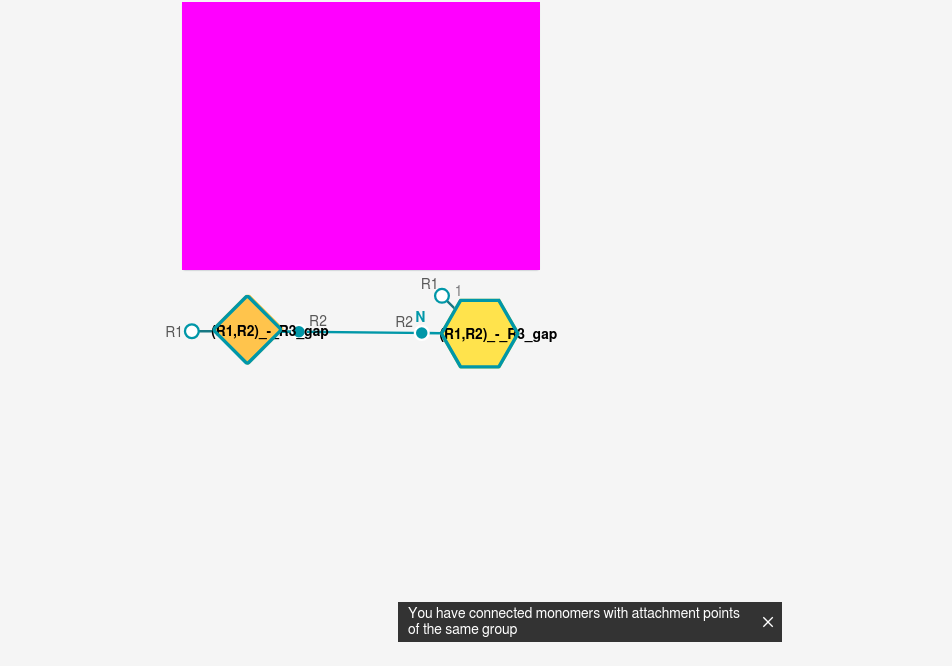 R1 1
R1 (R1,R2)_-_R3_gap R2 R2 N (R1,R2)_-_R3_gap
You have connected monomers with attachment points
of the same group